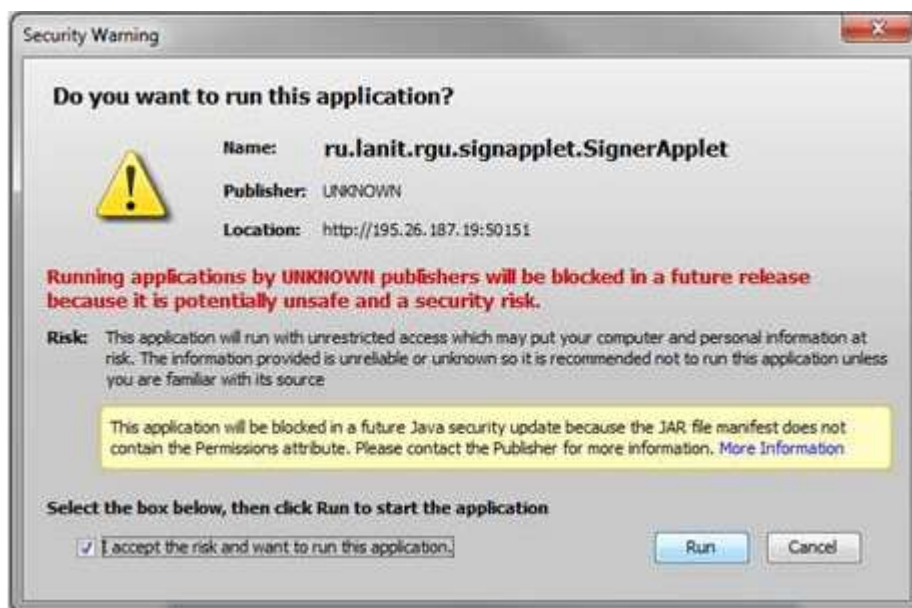 Security Warning
Do you want to run this application?
Name: ru.lanit.rgu.signapplet.SignerApplet
Publisher: UNKNOWN
Location: http://195.26.187.19:50151
Running applications by UNKNOWN publishers will be blocked in a future release
because it is potentially unsafe and a security risk.
Risk: This application will run with unrestricted access which may put your computer and personal information at
risk. The information provided is unreliable or unknown so it is recommended not to run this application unless
you are familiar with its source
This application will be blocked in a future Java security update because the JAR file manifest does not
contain the Permissions attribute. Please contact the Publisher for more information. More Information
Select the box below, then click Run to start the application
I accept the risk and want to run this application.
Run Cancel